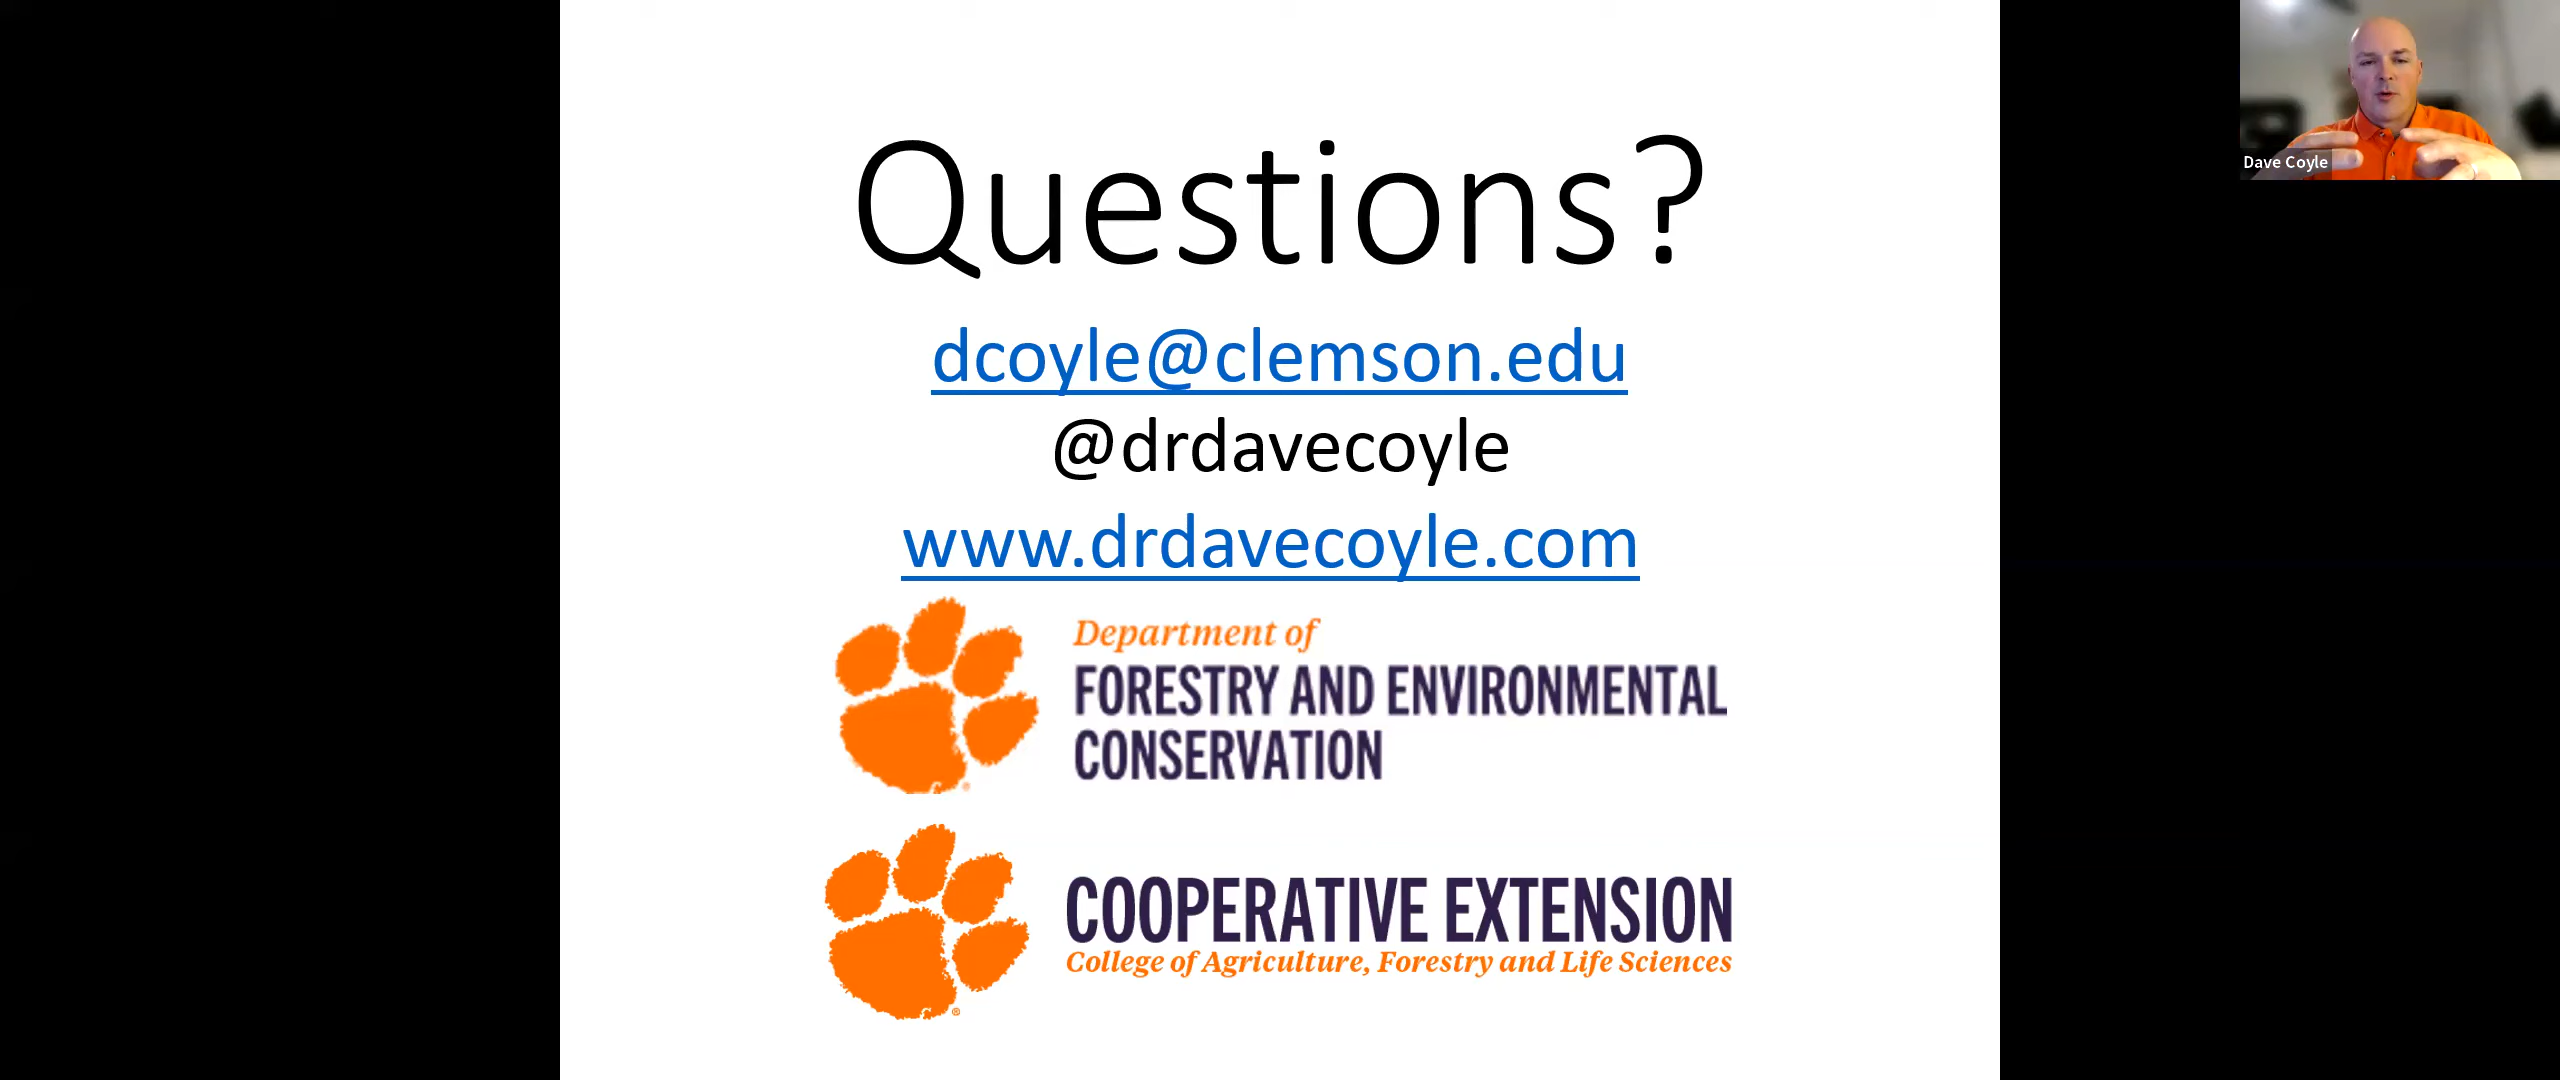 Questions?
dcoyle@clemson.edu
@drdavecoyle
www.drdavecoyle.com
Department of
FORESTRY AND ENVIRONMENTAL
CONSERVATION
®
COOPERATIVE EXTENSION
College of Agriculture, Forestry and Life Sciences
®
Dave Coyle